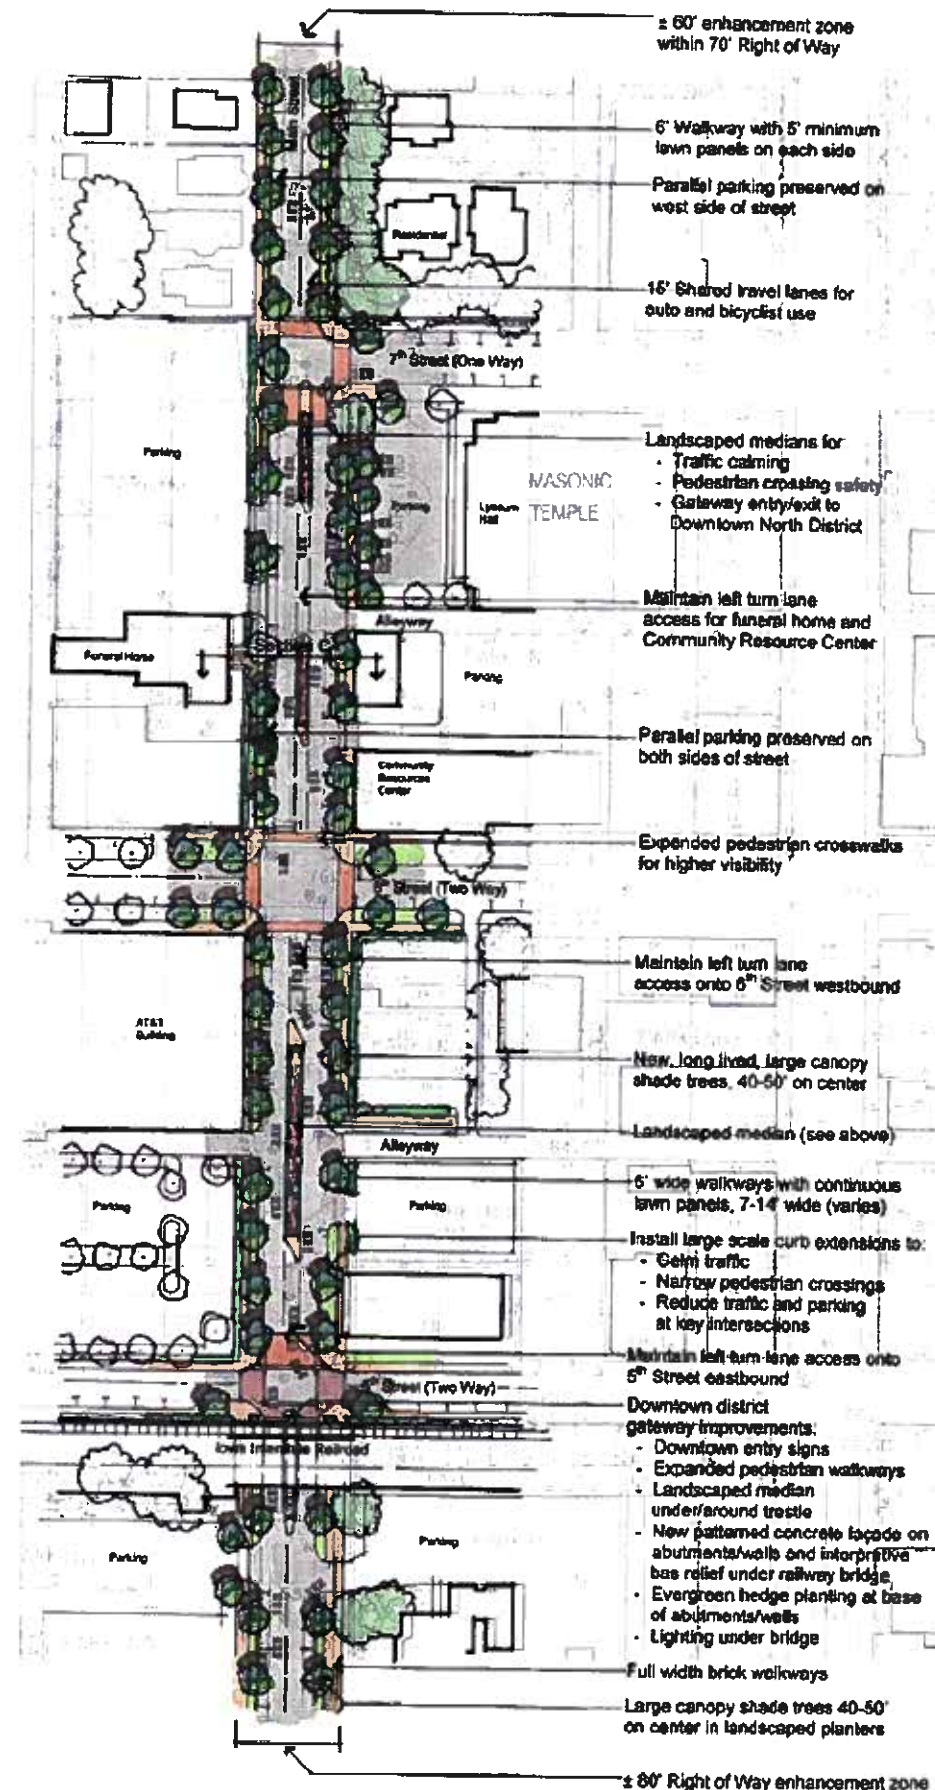 ± 60' enhancement zone
within 70' Right of Way
6' Walkway with 5' minimum
lawn panels on each side
Parallel parking preserved on
west side of street
Residential
15' Shared travel lanes for
auto and bicyclist use
7th Street (One Way)
Landscaped medians for
- Traffic calming
- Pedestrian crossing safety
- Gateway entry/exit to
Downtown North District
Parking
MASONIC
TEMPLE
Parking
Lyceum
Hall
Maintain left turn lane
access for funeral home and
Community Resource Center
Alleyway
Funeral Home
Parking
Parallel parking preserved on
both sides of street
Community
Resource
Center
Expanded pedestrian crosswalks
for higher visibility
Street (Two Way)
Maintain left turn lane
access onto 6th Street westbound
AT&T
Building
New, long lived, large canopy
shade trees, 40-50' on center
Landscaped median (see above)
Alleyway
6' wide walkways with continuous
lawn panels, 7-14' wide (varies)
Parking
Parking
Install large scale curb extensions to:
- Calm traffic
- Narrow pedestrian crossings
- Reduce traffic and parking
at key intersections
Maintain left turn lane access onto
5th Street eastbound
Street (Two Way)
Downtown district
gateway improvements:
- Downtown entry signs
- Expanded pedestrian walkways
- Landscaped median
under/around trestle
- New patterned concrete façade on
abutments/walls and interpretive
bas relief under railway bridge
- Evergreen hedge planting at base
of abutments/walls
- Lighting under bridge
Iowa Interstate Railroad
Parking
Parking
Full width brick walkways
Large canopy shade trees 40-50'
on center in landscaped planters
± 80' Right of Way enhancement zone